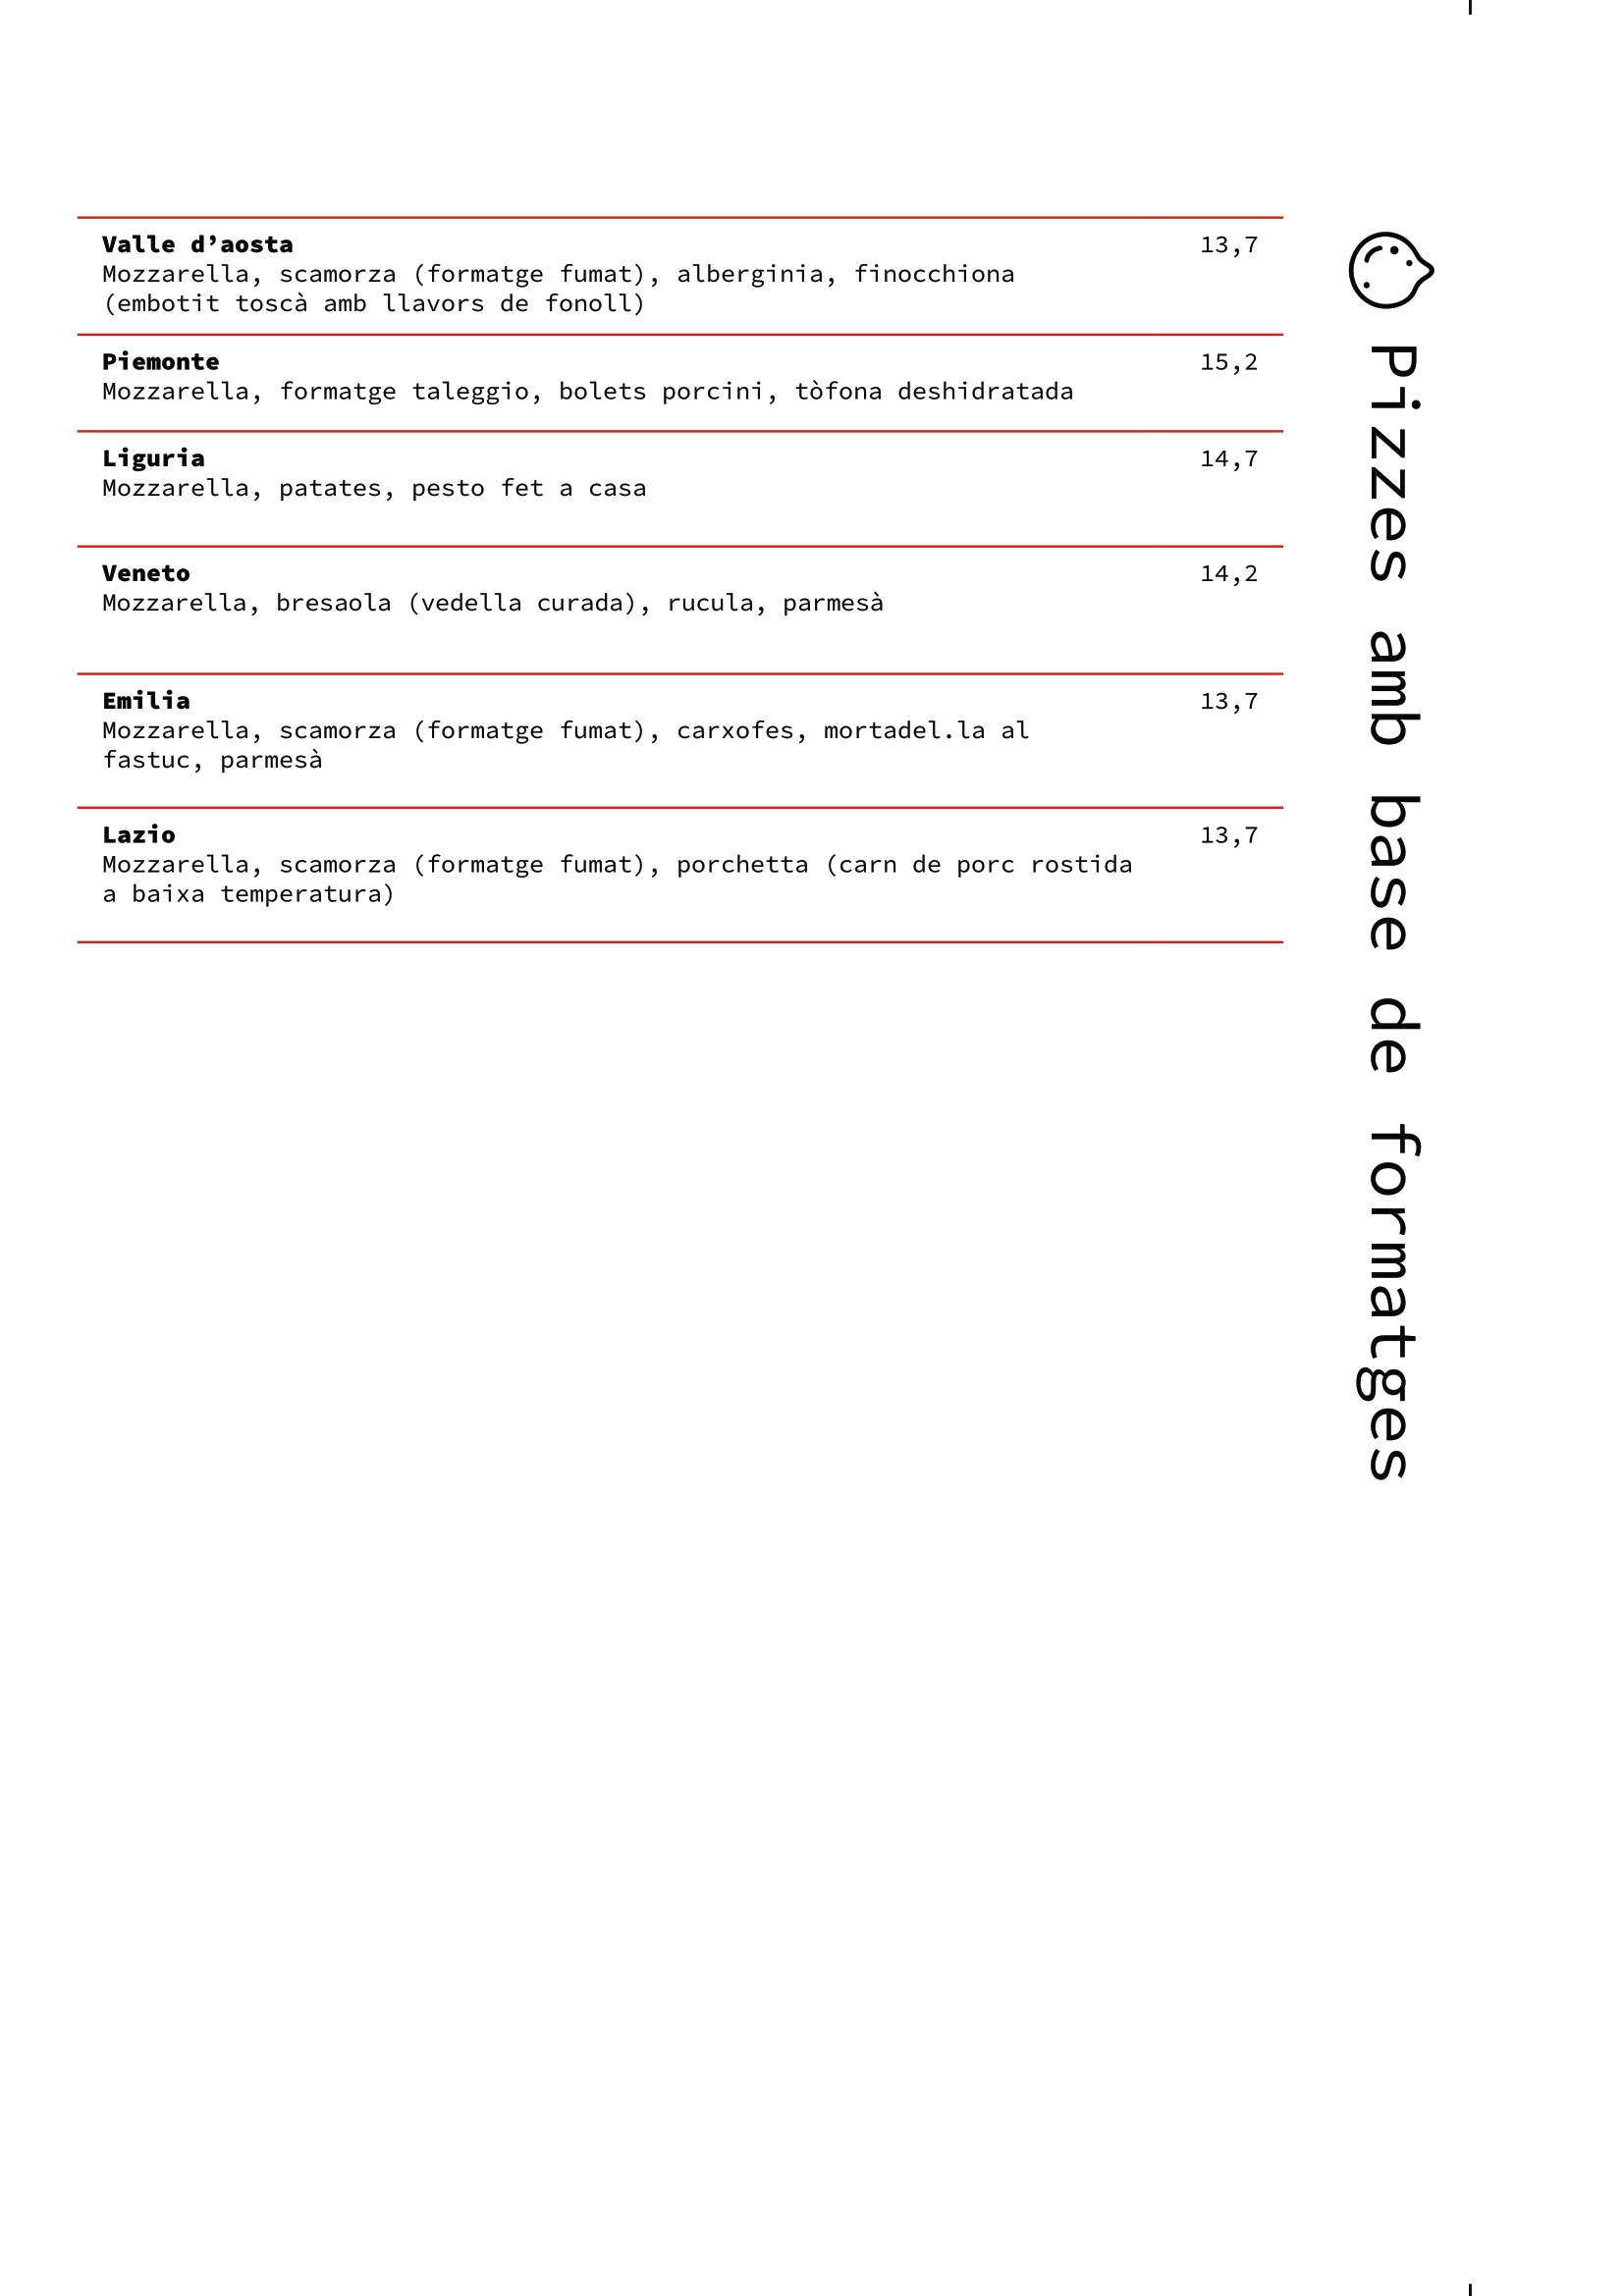 Pizzes amb base de formatges
Valle d’aosta 13,7
Mozzarella, scamorza (formatge fumat), alberginia, finocchiona
(embotit toscà amb llavors de fonoll)
Piemonte 15,2
Mozzarella, formatge taleggio, bolets porcini, tòfona deshidratada
Liguria 14,7
Mozzarella, patates, pesto fet a casa
Veneto 14,2
Mozzarella, bresaola (vedella curada), rucula, parmesà
Emilia 13,7
Mozzarella, scamorza (formatge fumat), carxofes, mortadel.la al
fastuc, parmesà
Lazio 13,7
Mozzarella, scamorza (formatge fumat), porchetta (carn de porc rostida
a baixa temperatura)